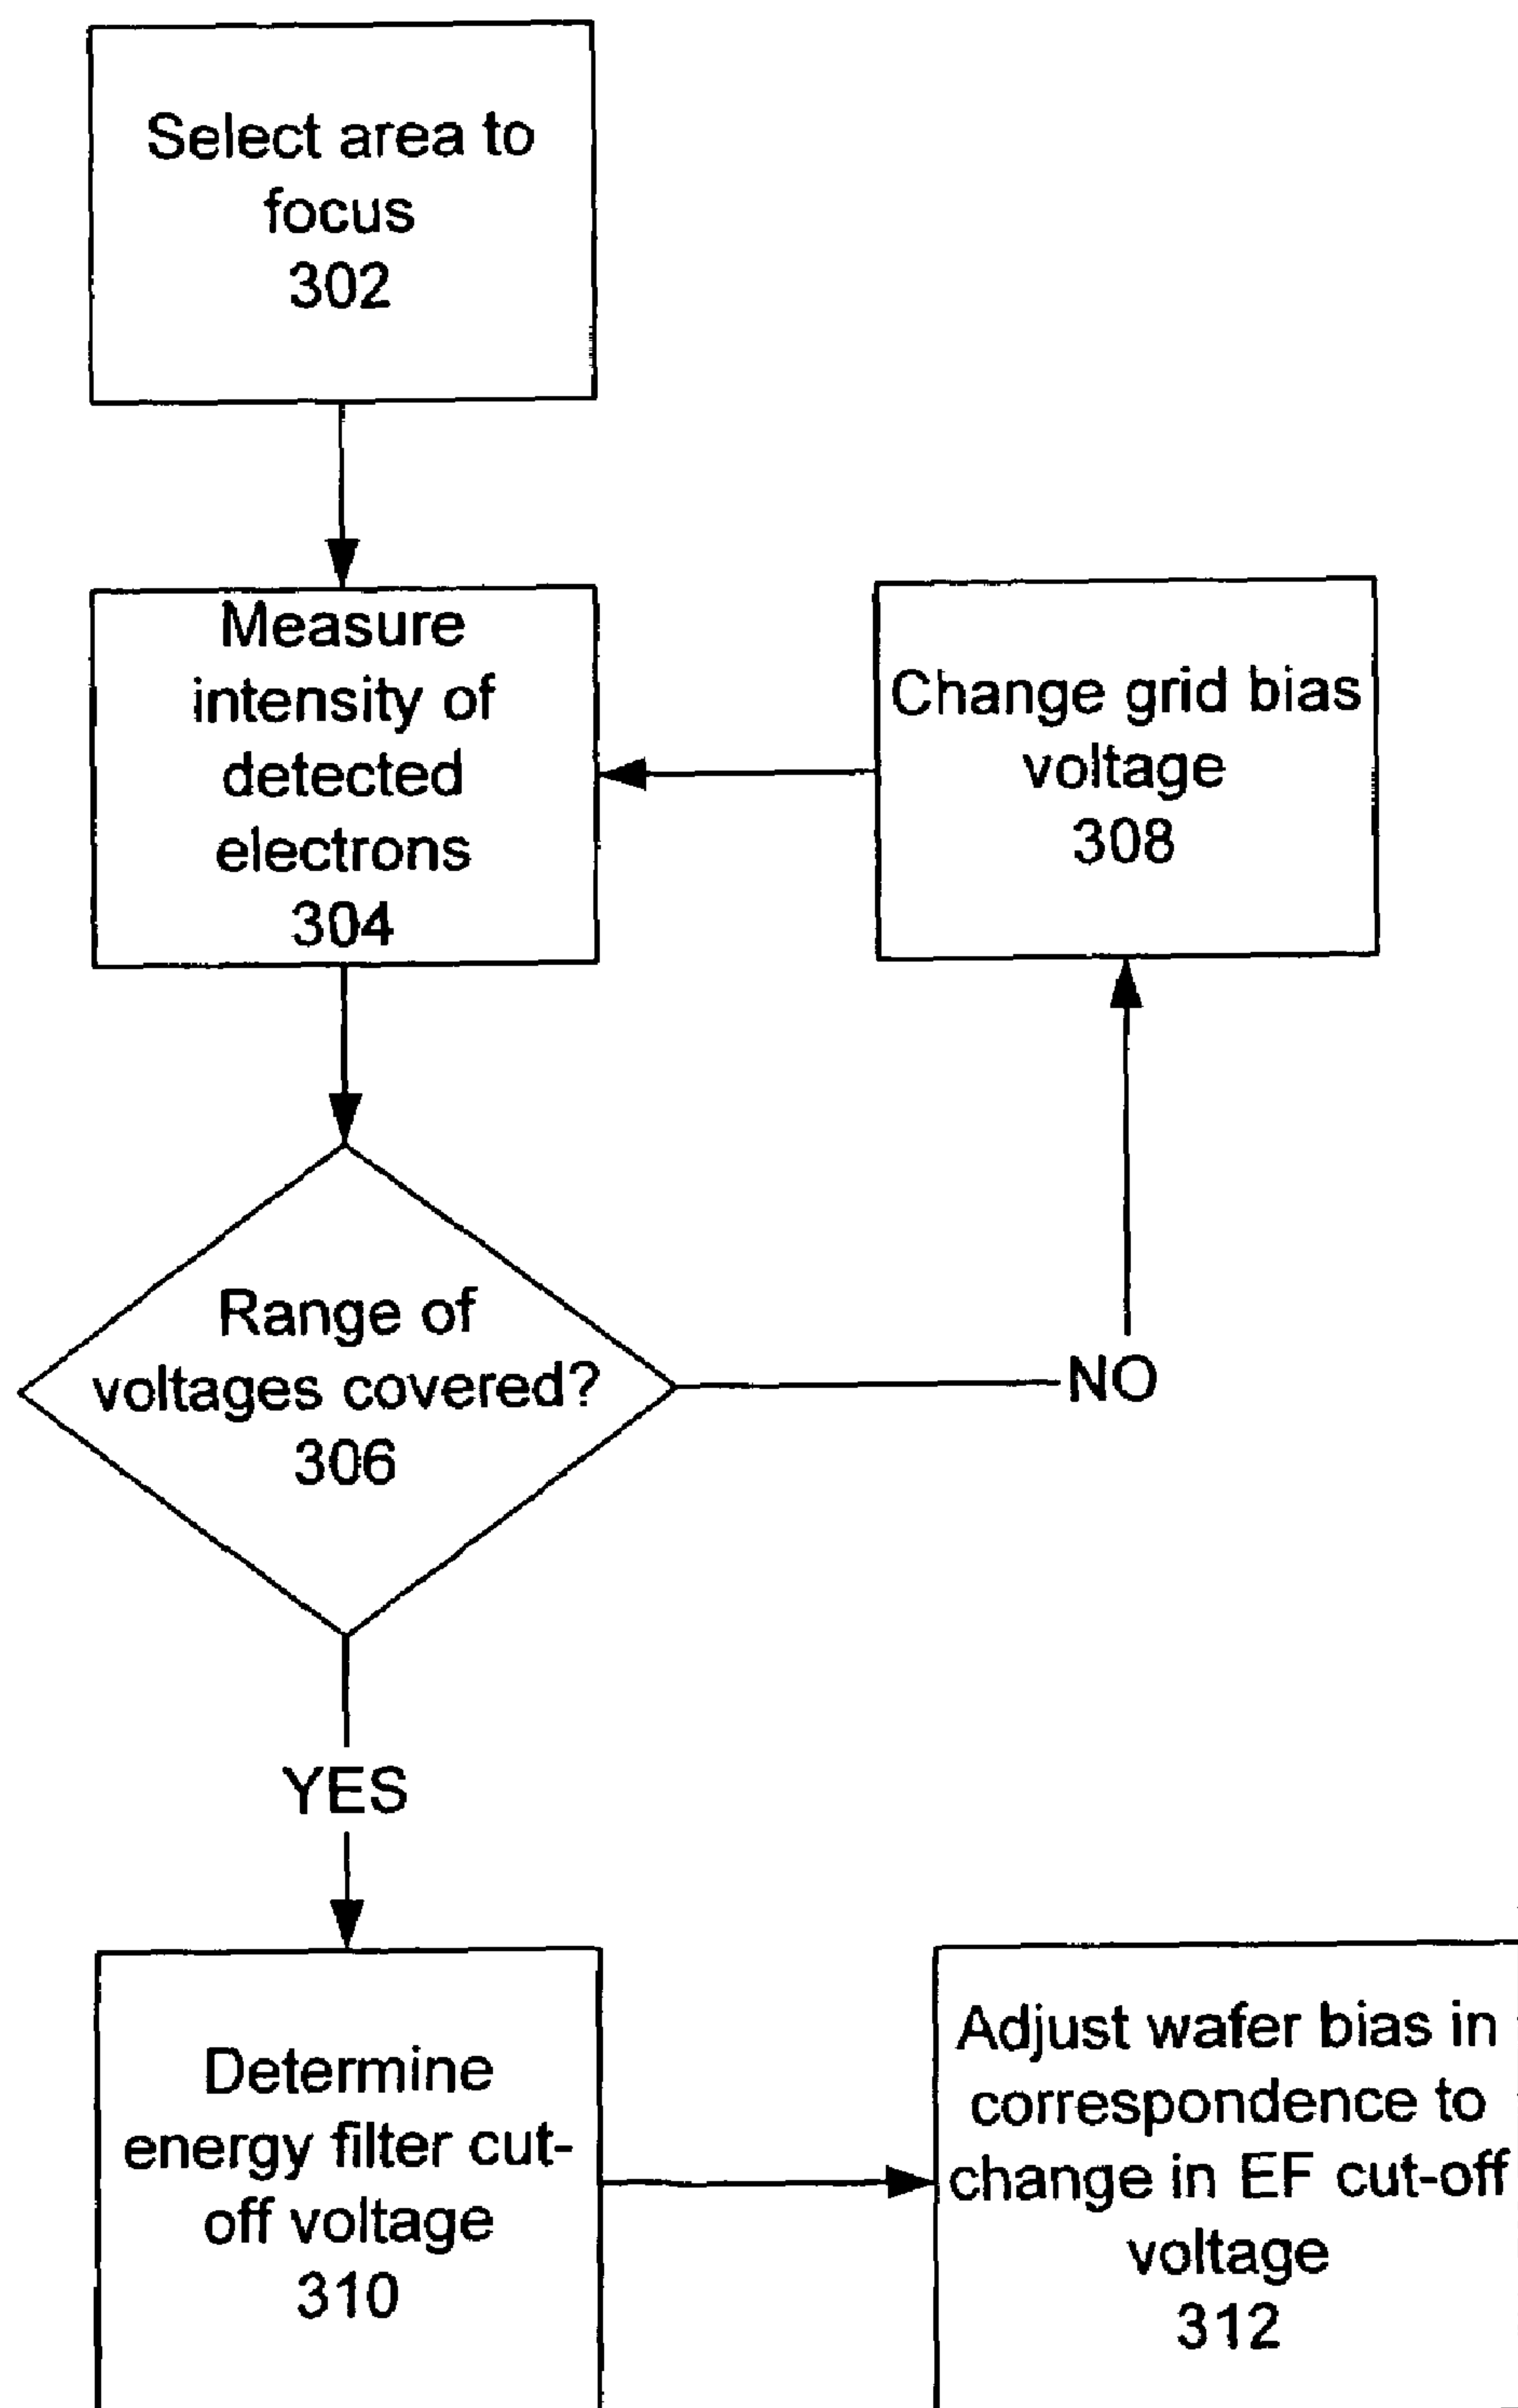 Select area to
focus
302
Measure
intensity of
detected
electrons
304
Change grid bias
voltage
308
Range of
voltages covered?
306
NO
YES
Determine
energy filter cut-
off voltage
310
Adjust wafer bias in
correspondence to
change in EF cut-off
voltage
312